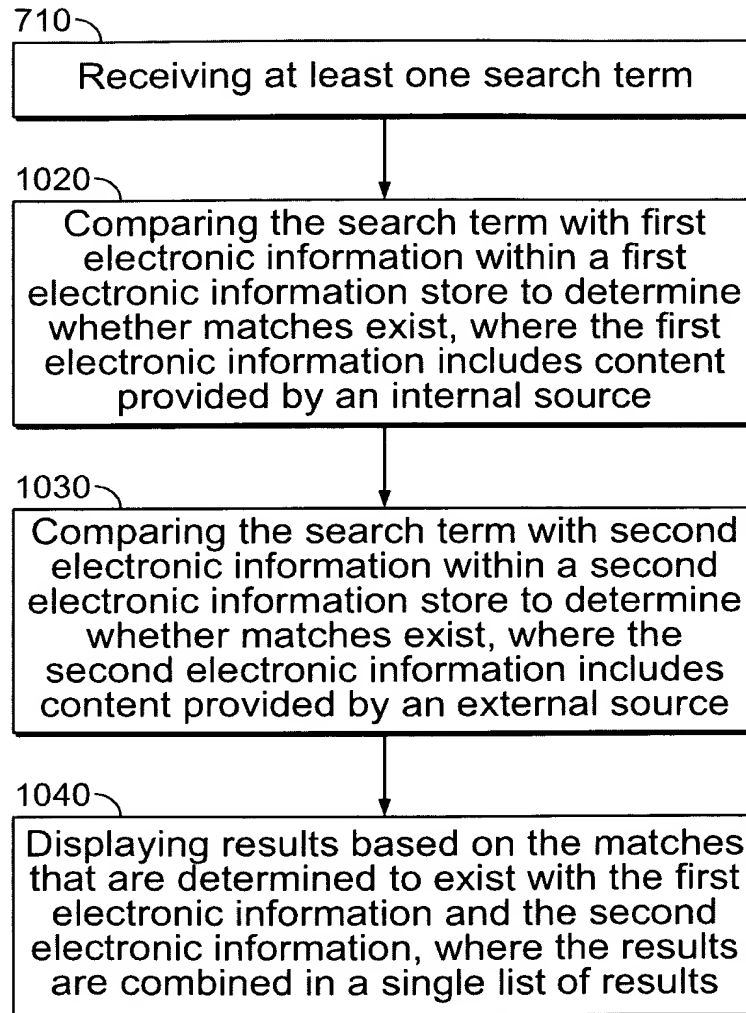 710
Receiving at least one search term
1020
Comparing the search term with first
electronic information within a first
electronic information store to determine
whether matches exist, where the first
electronic information includes content
provided by an internal source
1030
Comparing the search term with second
electronic information within a second
electronic information store to determine
whether matches exist, where the
second electronic information includes
content provided by an external source
1040
Displaying results based on the matches
that are determined to exist with the first
electronic information and the second
electronic information, where the results
are combined in a single list of results